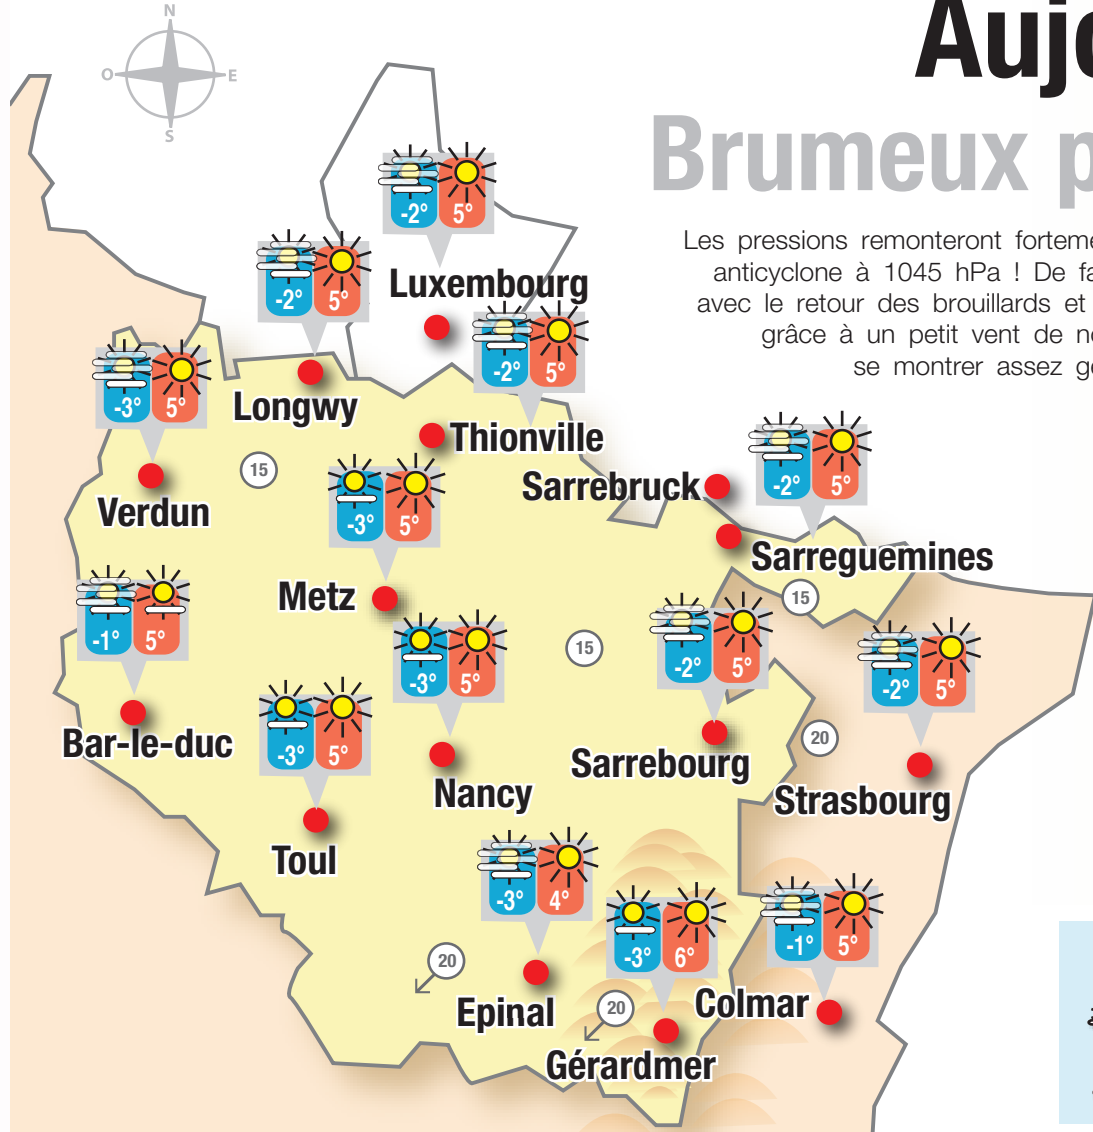 N
O E
S
-2° 5°
Luxembourg
-2° 5°
Longwy
-2° 5°
Thionville
-3° 5°
Verdun
15
Sarrebruck
-2° 5°
Sarreguemines
15
-3° 5°
Metz
-1° 5°
Bar-le-duc
-3° 5°
Nancy
15
-2° 5°
Sarrebourg
-2° 5°
Strasbourg
20
-3° 5°
Toul
-3° 4°
Epinal
20
-3° 6°
Gérardmer
20
-1° 5°
Colmar
Brumeux
Les pressions remonteront
anticyclone à 1045 hPa ! De
avec le retour des brouillards et
grâce à un petit vent de
se montrer assez